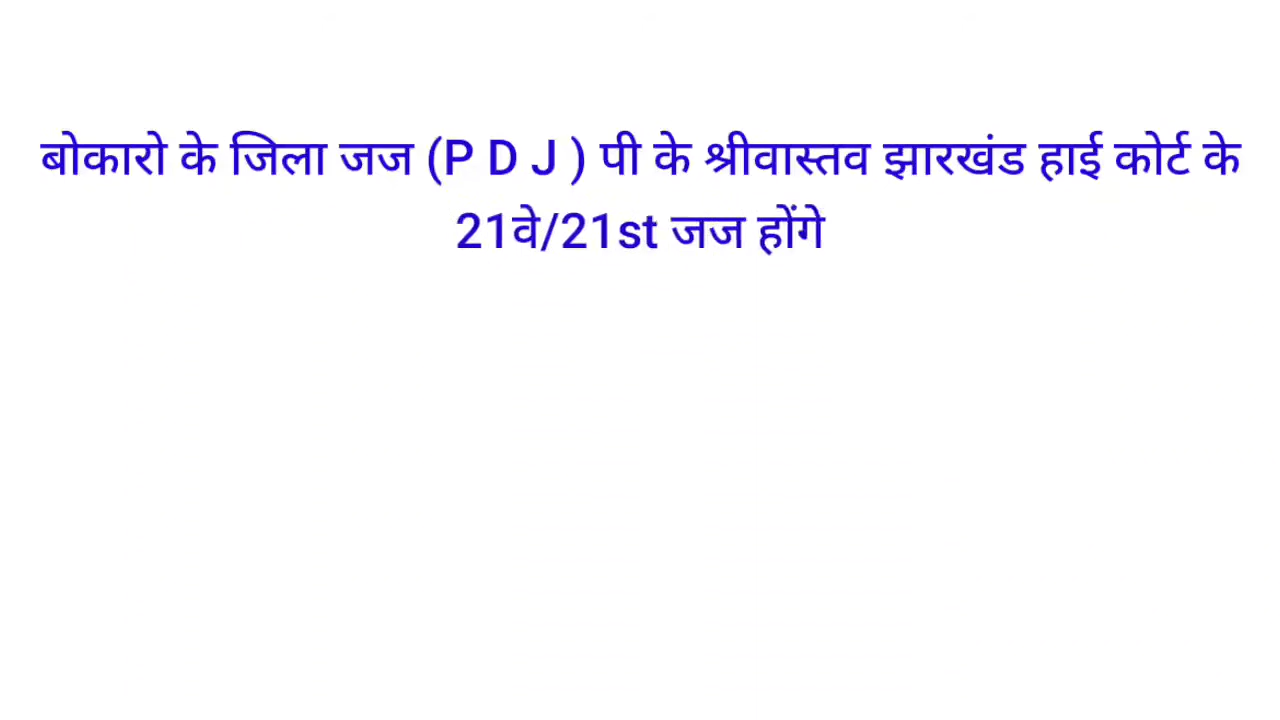 बोकारो के जिला जज (P D J ) पी के श्रीवास्तव झारखंड हाई कोर्ट के
21वे/21st जज होंगे